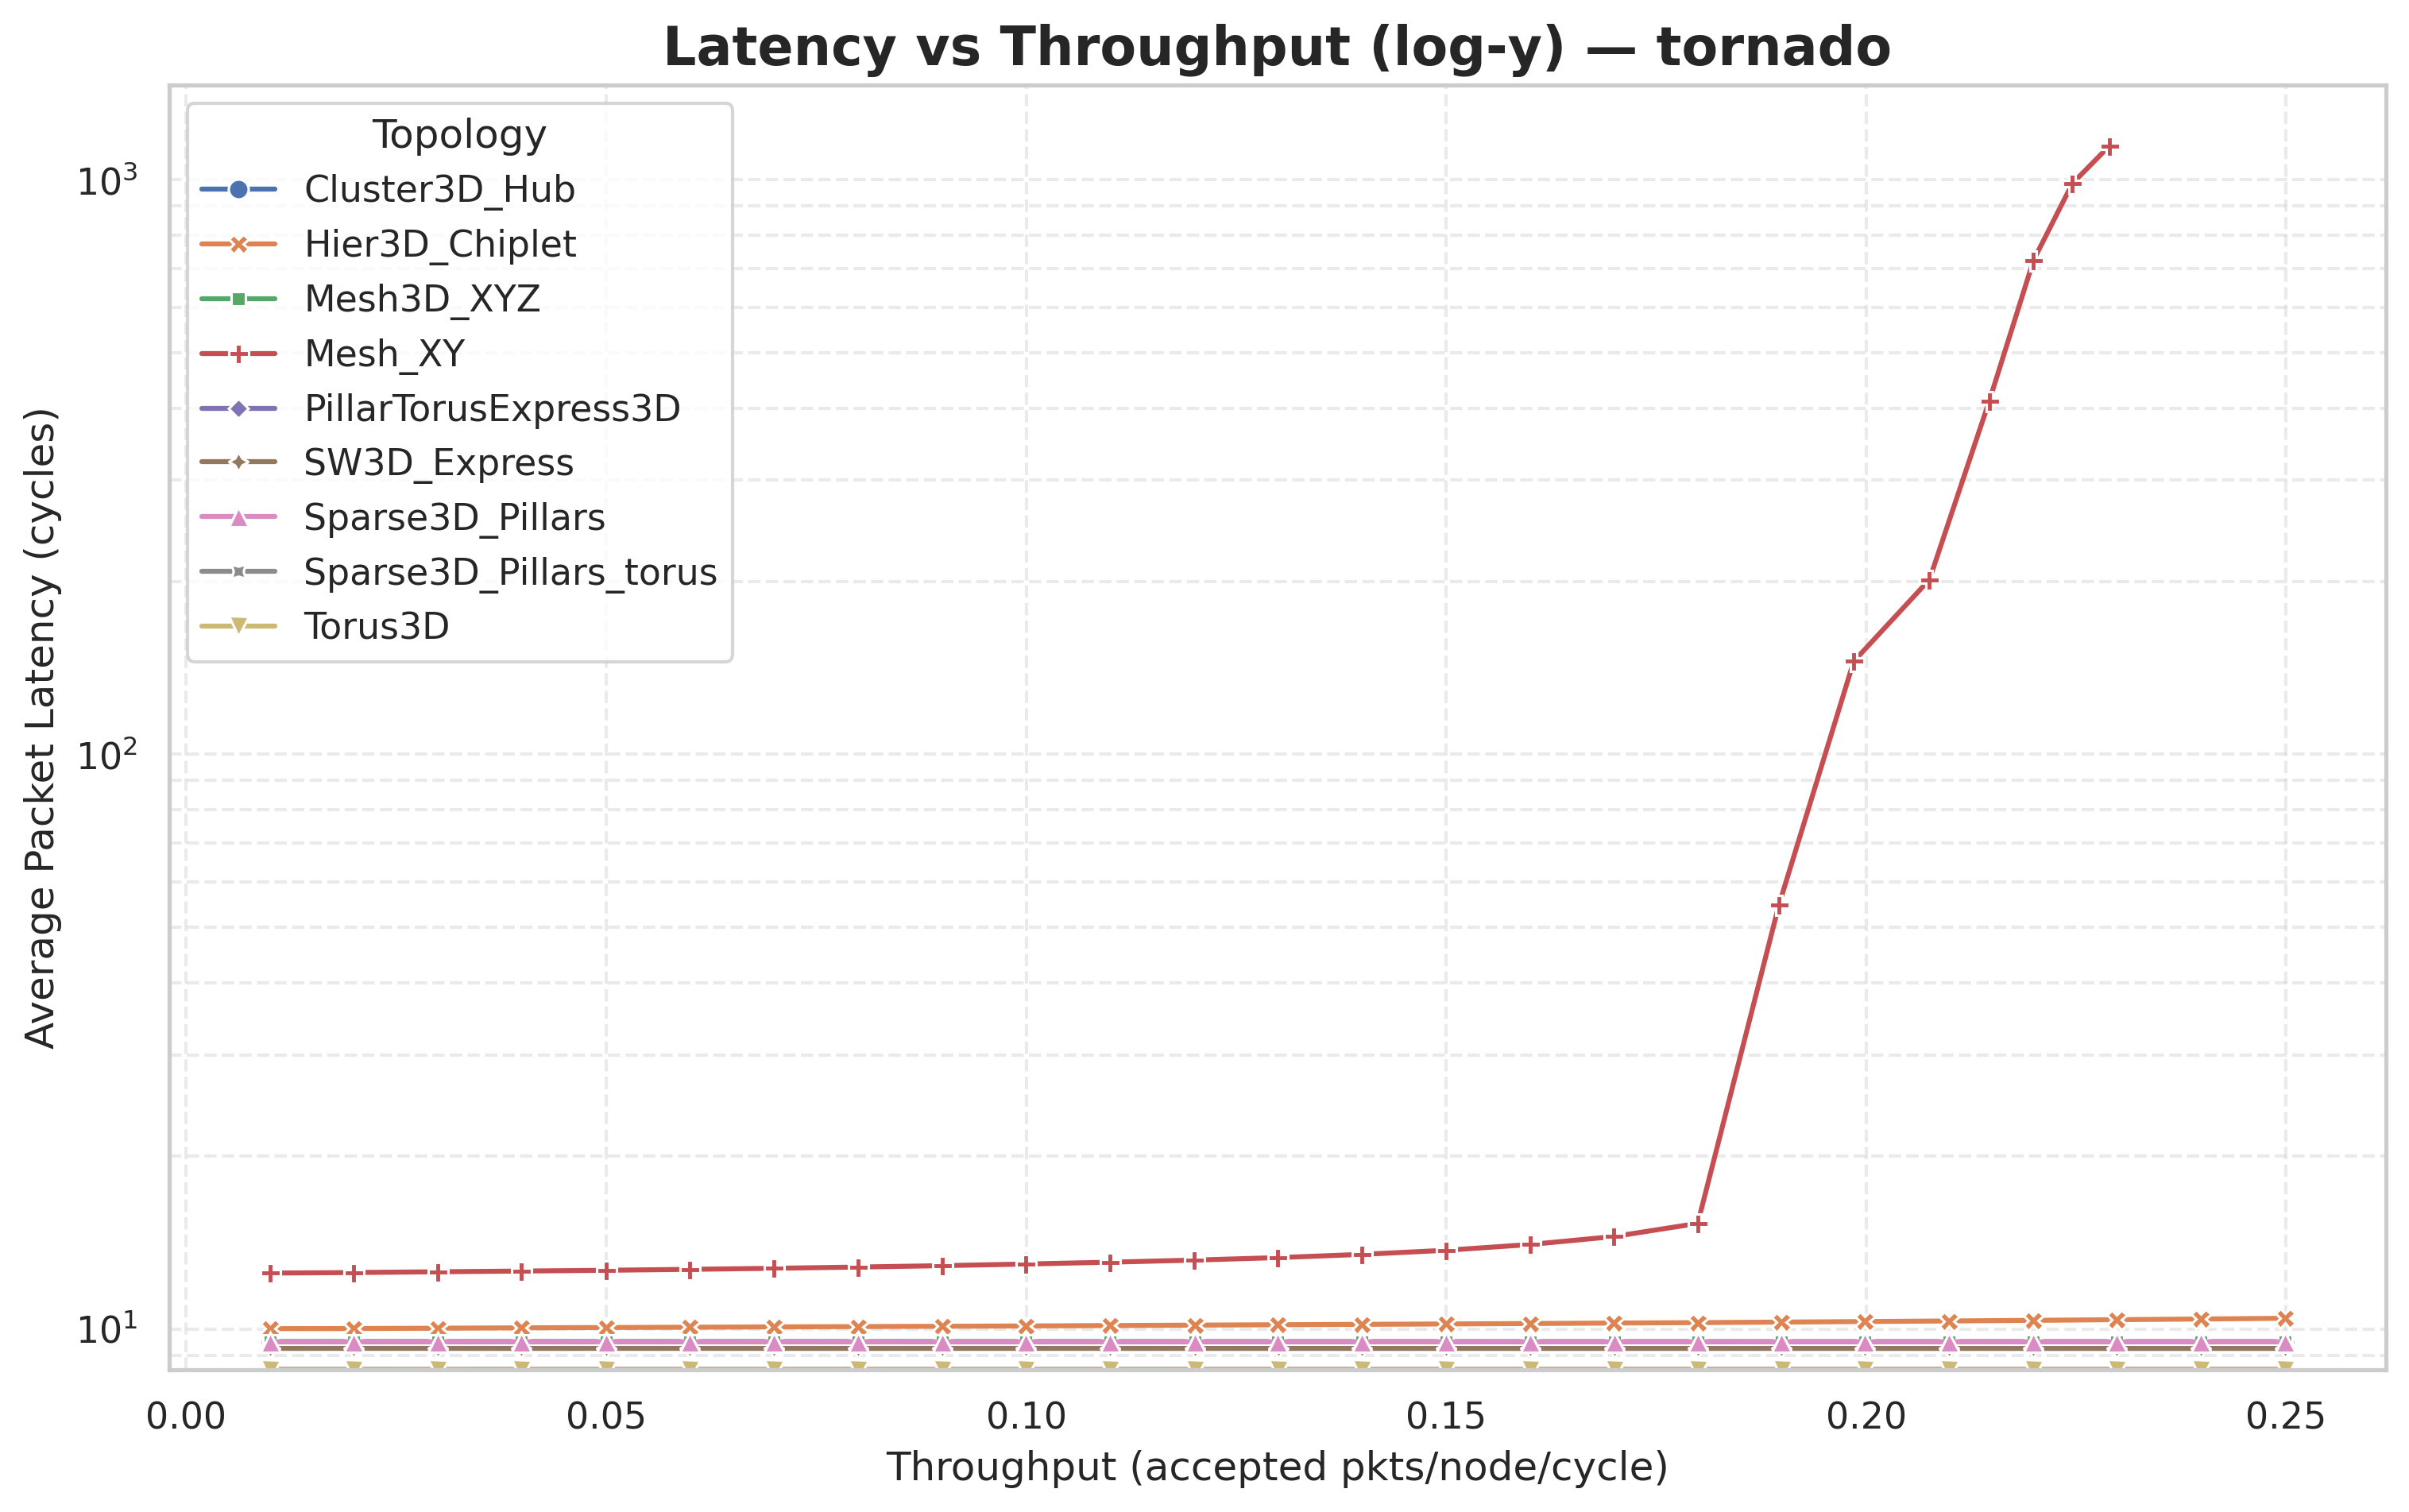 Latency vs Throughput (log-y) — tornado
Topology
Cluster3D_Hub
Hier3D_Chiplet
Mesh3D_XYZ
Mesh_XY
PillarTorusExpress3D
SW3D_Express
Sparse3D_Pillars
Sparse3D_Pillars_torus
Torus3D
Average Packet Latency (cycles)
10³
10²
10¹
0.00 0.05 0.10 0.15 0.20 0.25
Throughput (accepted pkts/node/cycle)